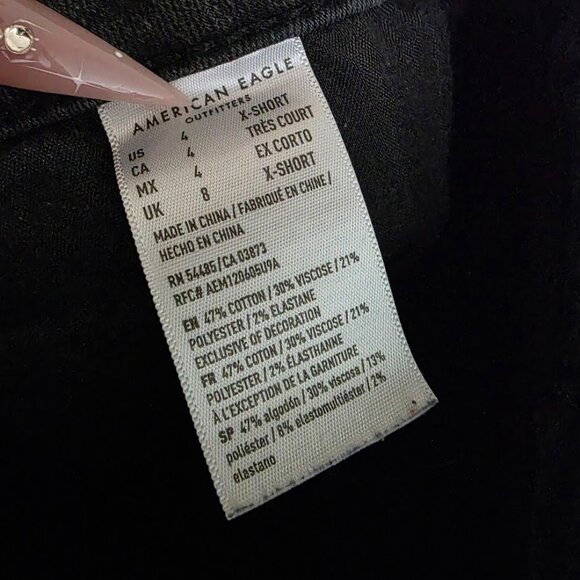 AMERICAN EAGLE
OUTFITTERS
US 4 X-SHORT
CA 4 TRÈS COURT
MX 4 EX CORTO
UK 8 X-SHORT
MADE IN CHINA / FABRIQUÉ EN CHINE /
HECHO EN CHINA
RN 54485/CA 03873
RFC# AEM120605U9A
EN 47% COTTON / 30% VISCOSE / 21%
POLYESTER / 2% ELASTANE
EXCLUSIVE OF DECORATION
FR 47% COTON / 30% VISCOSE / 21%
POLYESTER / 2% ÉLASTHANNE
À L'EXCEPTION DE LA GARNITURE
SP 47% algodón / 30% viscosa / 13%
poliéster / 8% elastomultiéster / 2%
elastano